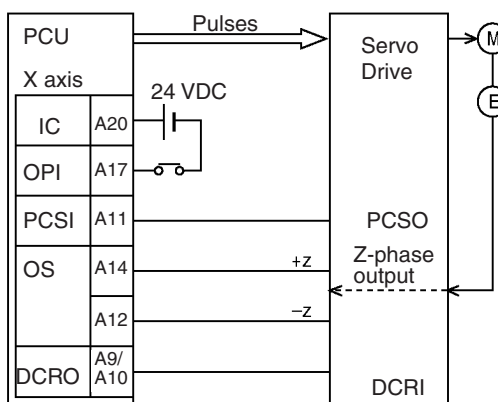 PCU
Pulses
Servo
Drive
M
E
X axis
24 VDC
IC A20
OPI A17
PCSI A11
PCSO
OS A14
+z
Z-phase
output
A12
–z
DCRO A9/
A10
DCRI